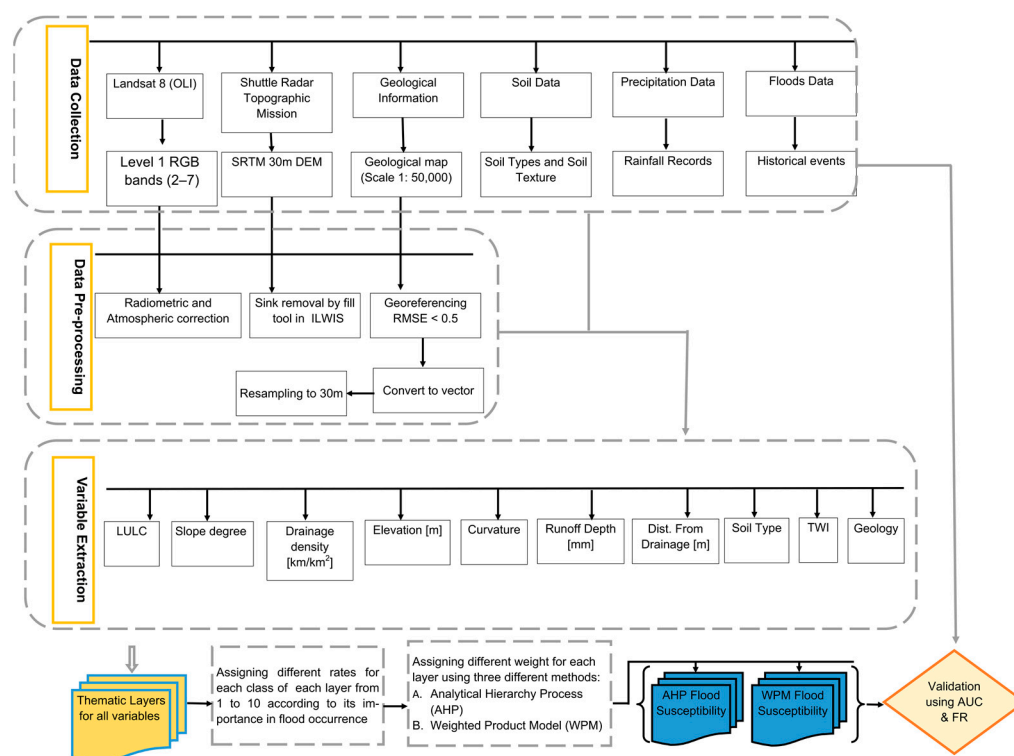 Data Collection
Landsat 8 (OLI)
Shuttle Radar
Topographic
Mission
Geological
Information
Soil Data
Precipitation Data
Floods Data
Level 1 RGB
bands (2–7)
SRTM 30m DEM
Geological map
(Scale 1: 50,000)
Soil Types and Soil
Texture
Rainfall Records
Historical events
Data Pre-processing
Radiometric and
Atmospheric correction
Sink removal by fill
tool in ILWIS
Georeferencing
RMSE < 0.5
Resampling to 30m
Convert to vector
Variable Extraction
LULC
Slope degree
Drainage
density
[km/km²]
Elevation [m]
Curvature
Runoff Depth
[mm]
Dist. From
Drainage [m]
Soil Type
TWI
Geology
Thematic Layers
for all variables
Assigning different rates for
each class of each layer from
1 to 10 according to its im-
portance in flood occurrence
Assigning different weight for each
layer using three different methods:
A. Analytical Hierarchy Process
(AHP)
B. Weighted Product Model (WPM)
AHP Flood
Susceptibility
WPM Flood
Susceptibility
Validation
using AUC
& FR